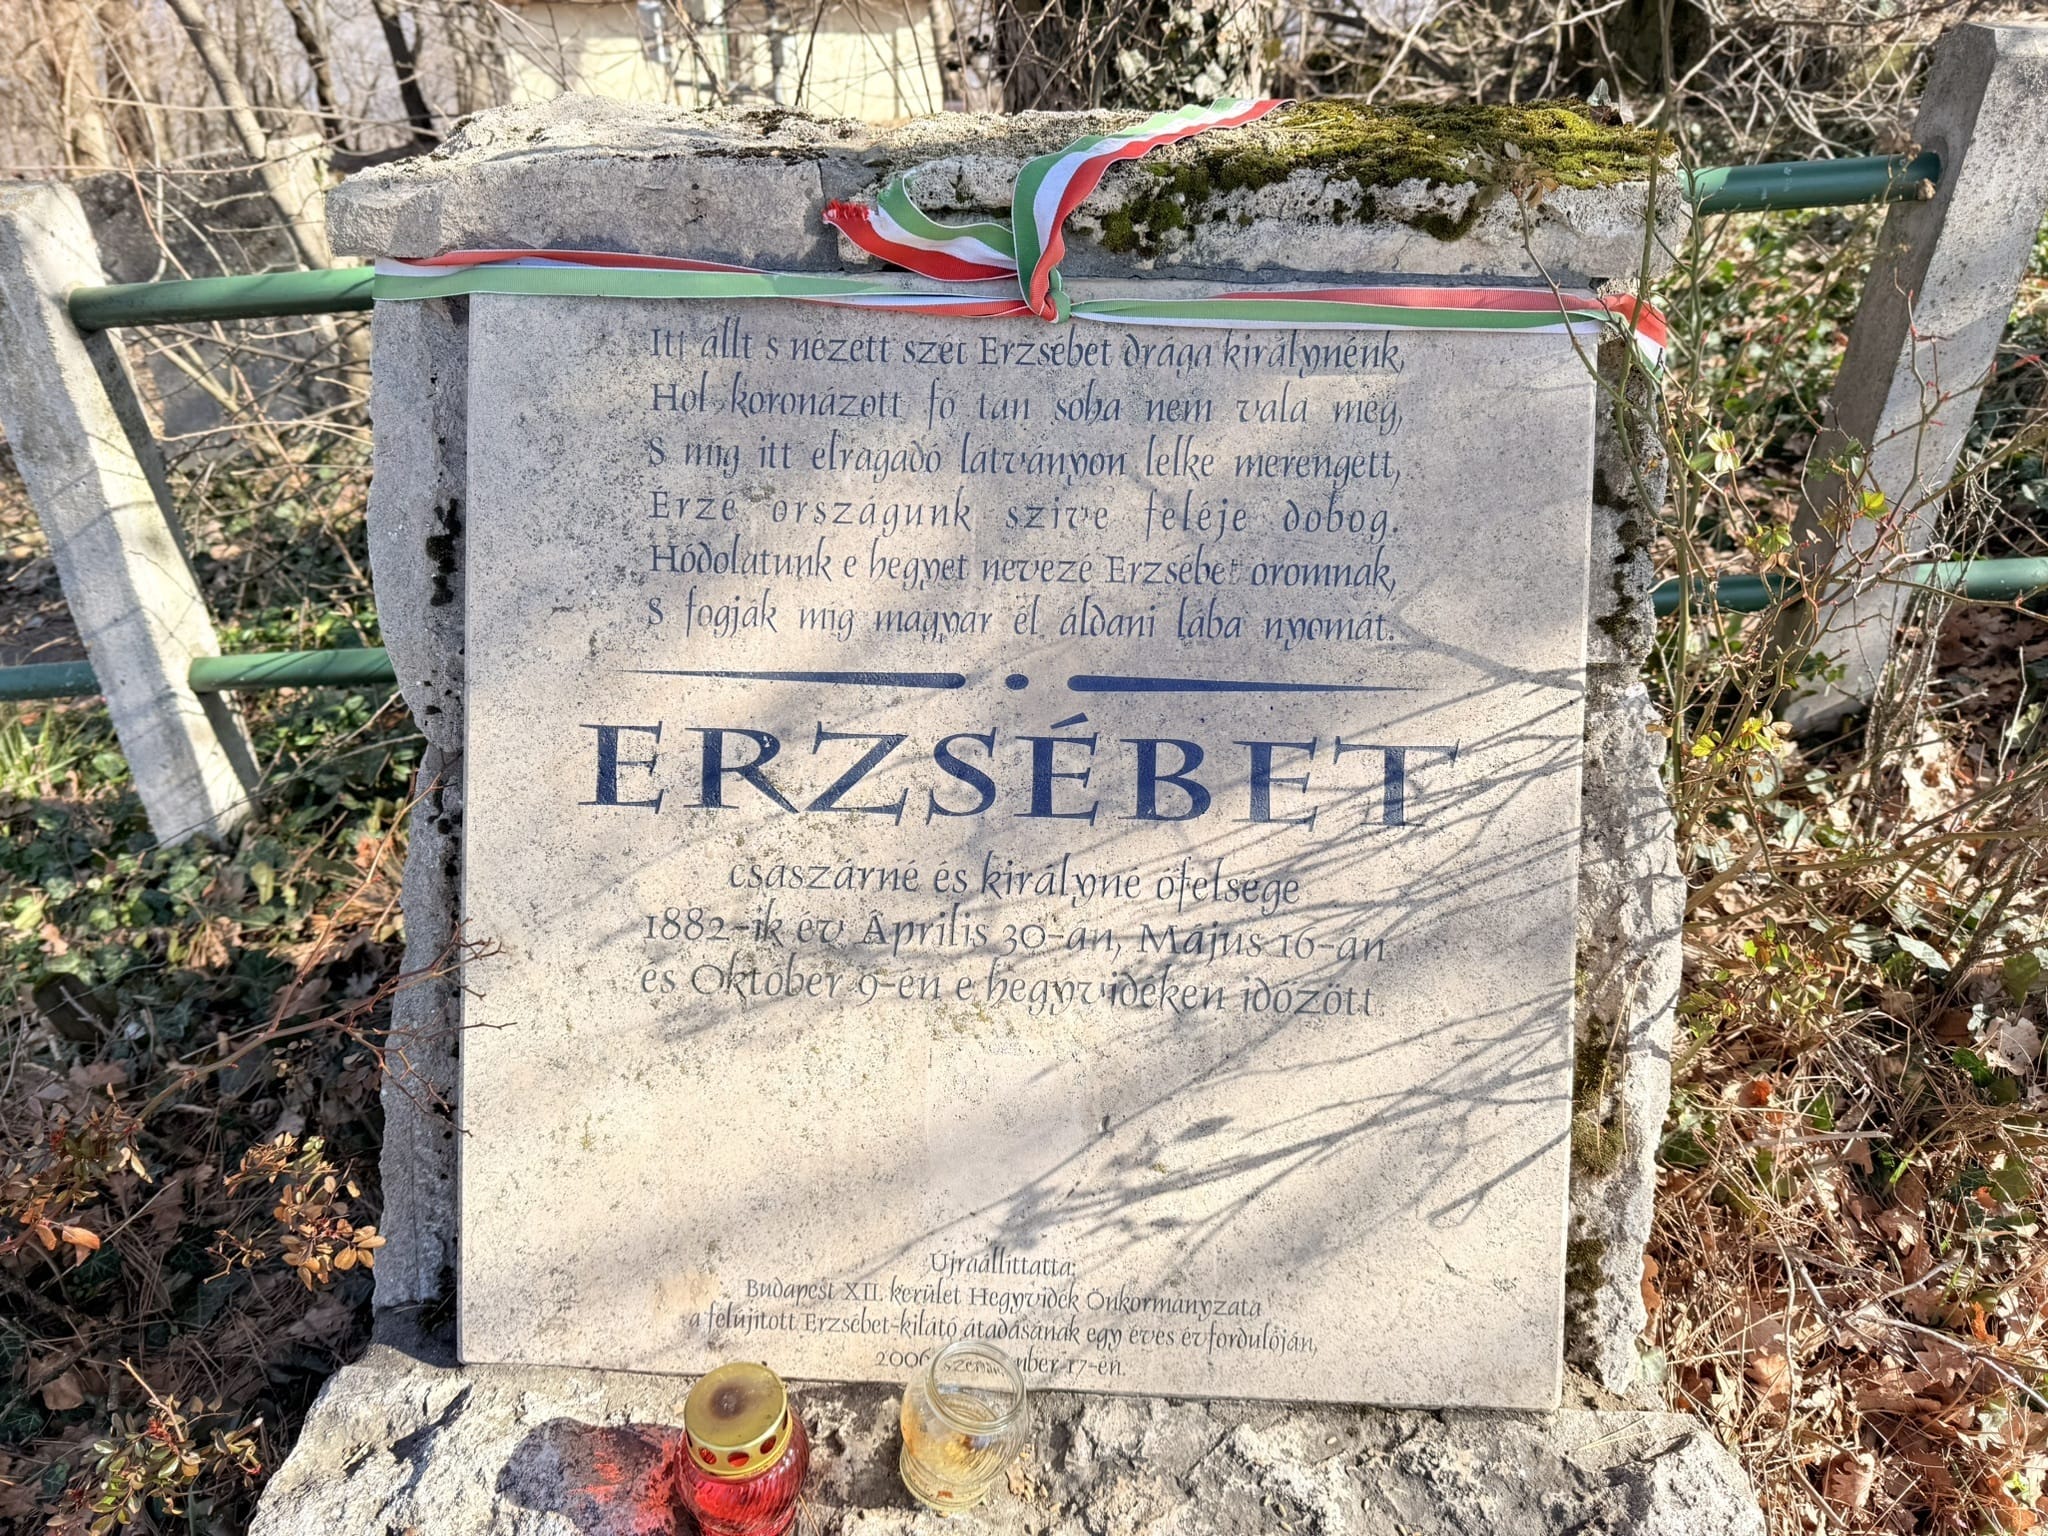 Itt állt s nézett szét Erzsébet drága királynénk,
Hol koronázott fő tán soha nem vala még,
S míg itt elragadó látványon lelke merengett,
Érzé országunk szive feléje dobog.
Hódolatunk e hegyet nevezé Erzsébet oromnak,
S fogják míg magyar él áldani lába nyomát.
ERZSÉBET
császárné és királyné őfelsége
1882-ik év Április 30-án, Május 16-án
és Október 9-én e hegyvidéken időzött.
Újraállíttatta:
Budapest XII. kerület Hegyvidék Önkormányzata
a felújított Erzsébet-kilátó átadásának egy éves évfordulóján,
2006. szeptember 17-én.